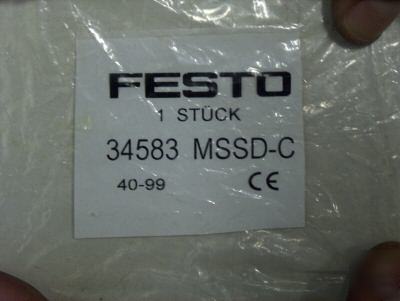 FESTO
1 STÜCK
34583 MSSD-C
40-99 CE